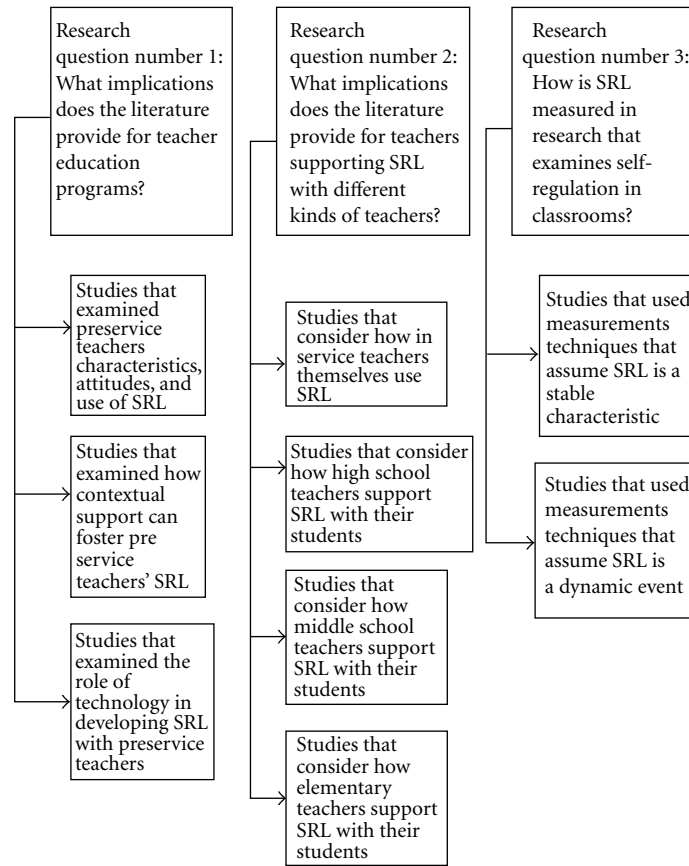 Research
question number 1:
What implications
does the literature
provide for teacher
education
programs?
Studies that
examined
preservice
teachers
characteristics,
attitudes, and
use of SRL
Studies that
examined how
contextual
support can
foster pre
service
teachers’ SRL
Studies that
examined the
role of
technology in
developing SRL
with preservice
teachers
Research
question number 2:
What implications
does the literature
provide for teachers
supporting SRL
with different
kinds of teachers?
Studies that
consider how in
service teachers
themselves use
SRL
Studies that consider
how high school
teachers support
SRL with their
students
Studies that
consider how
middle school
teachers support
SRL with their
students
Studies that
consider how
elementary
teachers support
SRL with their
students
Research
question number 3:
How is SRL
measured in
research that
examines self-
regulation in
classrooms?
Studies that used
measurements
techniques that
assume SRL is a
stable
characteristic
Studies that used
measurements
techniques that
assume SRL is
a dynamic event